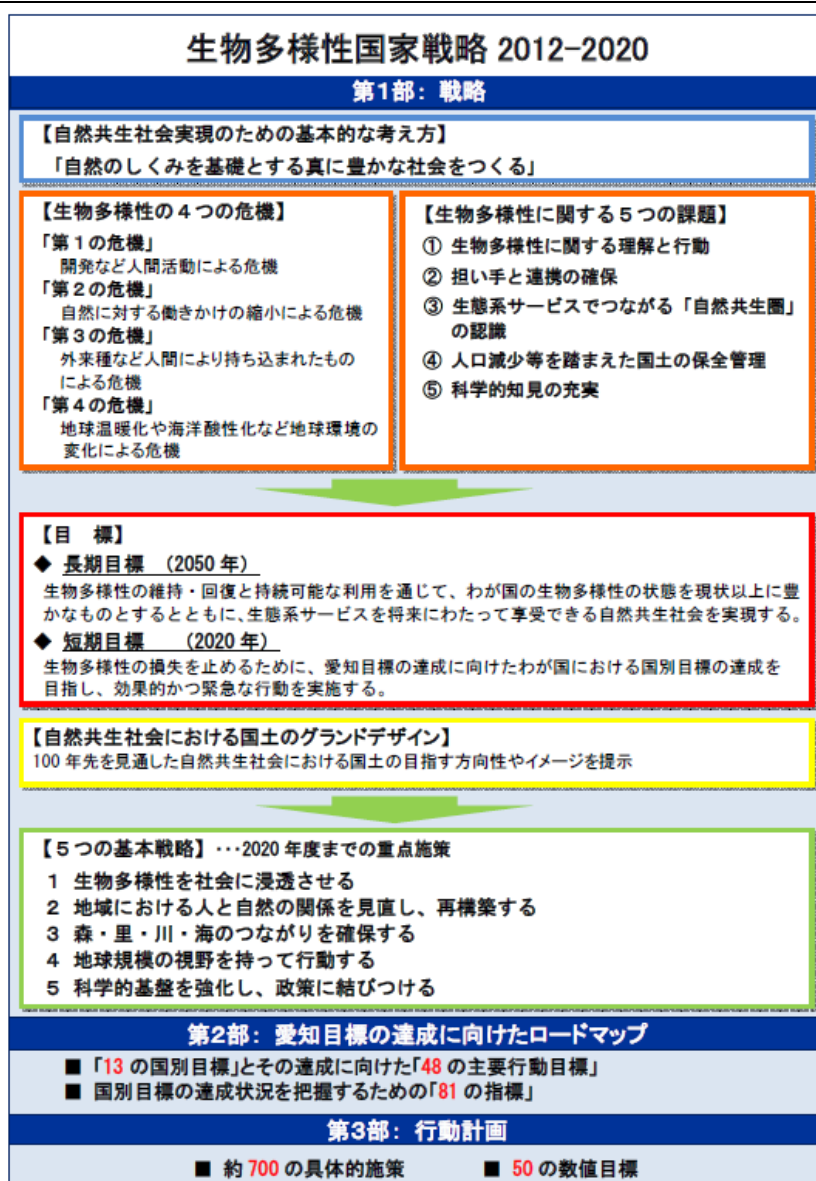 生物多様性国家戦略 2012-2020
第1部: 戦略
【自然共生社会実現のための基本的な考え方】
「自然のしくみを基礎とする真に豊かな社会をつくる」
【生物多様性の4つの危機】
「第1の危機」
開発など人間活動による危機
「第2の危機」
自然に対する働きかけの縮小による危機
「第3の危機」
外来種など人間により持ち込まれたもの
による危機
「第4の危機」
地球温暖化や海洋酸性化など地球環境の
変化による危機
【生物多様性に関する5つの課題】
① 生物多様性に関する理解と行動
② 担い手と連携の確保
③ 生態系サービスでつながる「自然共生圏」
の認識
④ 人口減少等を踏まえた国土の保全管理
⑤ 科学的知見の充実
【目 標】
◆ 長期目標 (2050 年)
生物多様性の維持・回復と持続可能な利用を通じて、わが国の生物多様性の状態を現状以上に豊
かなものとするとともに、生態系サービスを将来にわたって享受できる自然共生社会を実現する。
◆ 短期目標 (2020 年)
生物多様性の損失を止めるために、愛知目標の達成に向けたわが国における国別目標の達成を
目指し、効果的かつ緊急な行動を実施する。
【自然共生社会における国土のグランドデザイン】
100 年先を見通した自然共生社会における国土の目指す方向性やイメージを提示
【5つの基本戦略】･･･2020 年度までの重点施策
1 生物多様性を社会に浸透させる
2 地域における人と自然の関係を見直し、再構築する
3 森・里・川・海のつながりを確保する
4 地球規模の視野を持って行動する
5 科学的基盤を強化し、政策に結びつける
第2部: 愛知目標の達成に向けたロードマップ
■ 「13 の国別目標」とその達成に向けた「48 の主要行動目標」
■ 国別目標の達成状況を把握するための「81 の指標」
第3部: 行動計画
■ 約 700 の具体的施策 ■ 50 の数値目標